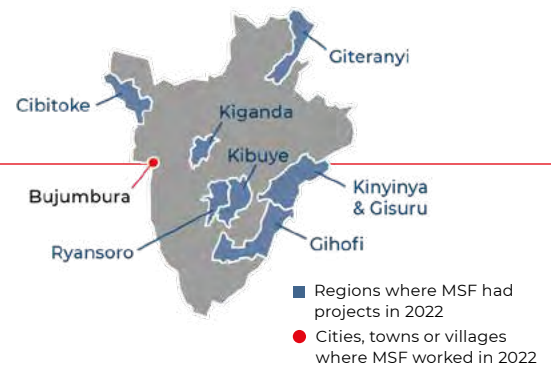 Giteranyi
Cibitoke
Kiganda
Kibuye
Bujumbura
Kinyinya
& Gisuru
Ryansoro
Gihofi
Regions where MSF had
projects in 2022
Cities, towns or villages
where MSF worked in 2022